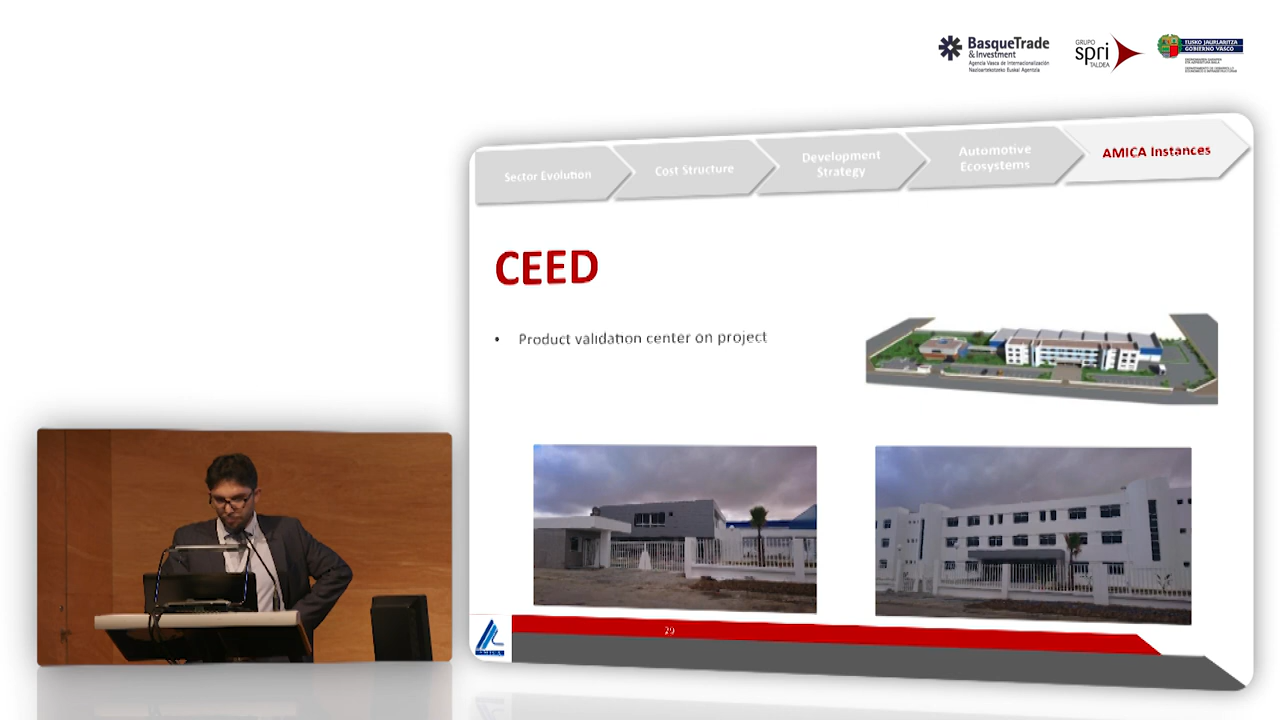 BasqueTrade
& Investment
Agencia Vasca de Internacionalización
Nazioartekotzeko Euskal Agentzia
GRUPO
spri
TALDEA
EUSKO JAURLARITZA
GOBIERNO VASCO
Sector Evolution
Cost Structure
Development
Strategy
Automotive
Ecosystems
AMICA Instances
CEED
• Product validation center on project
29
AMICA